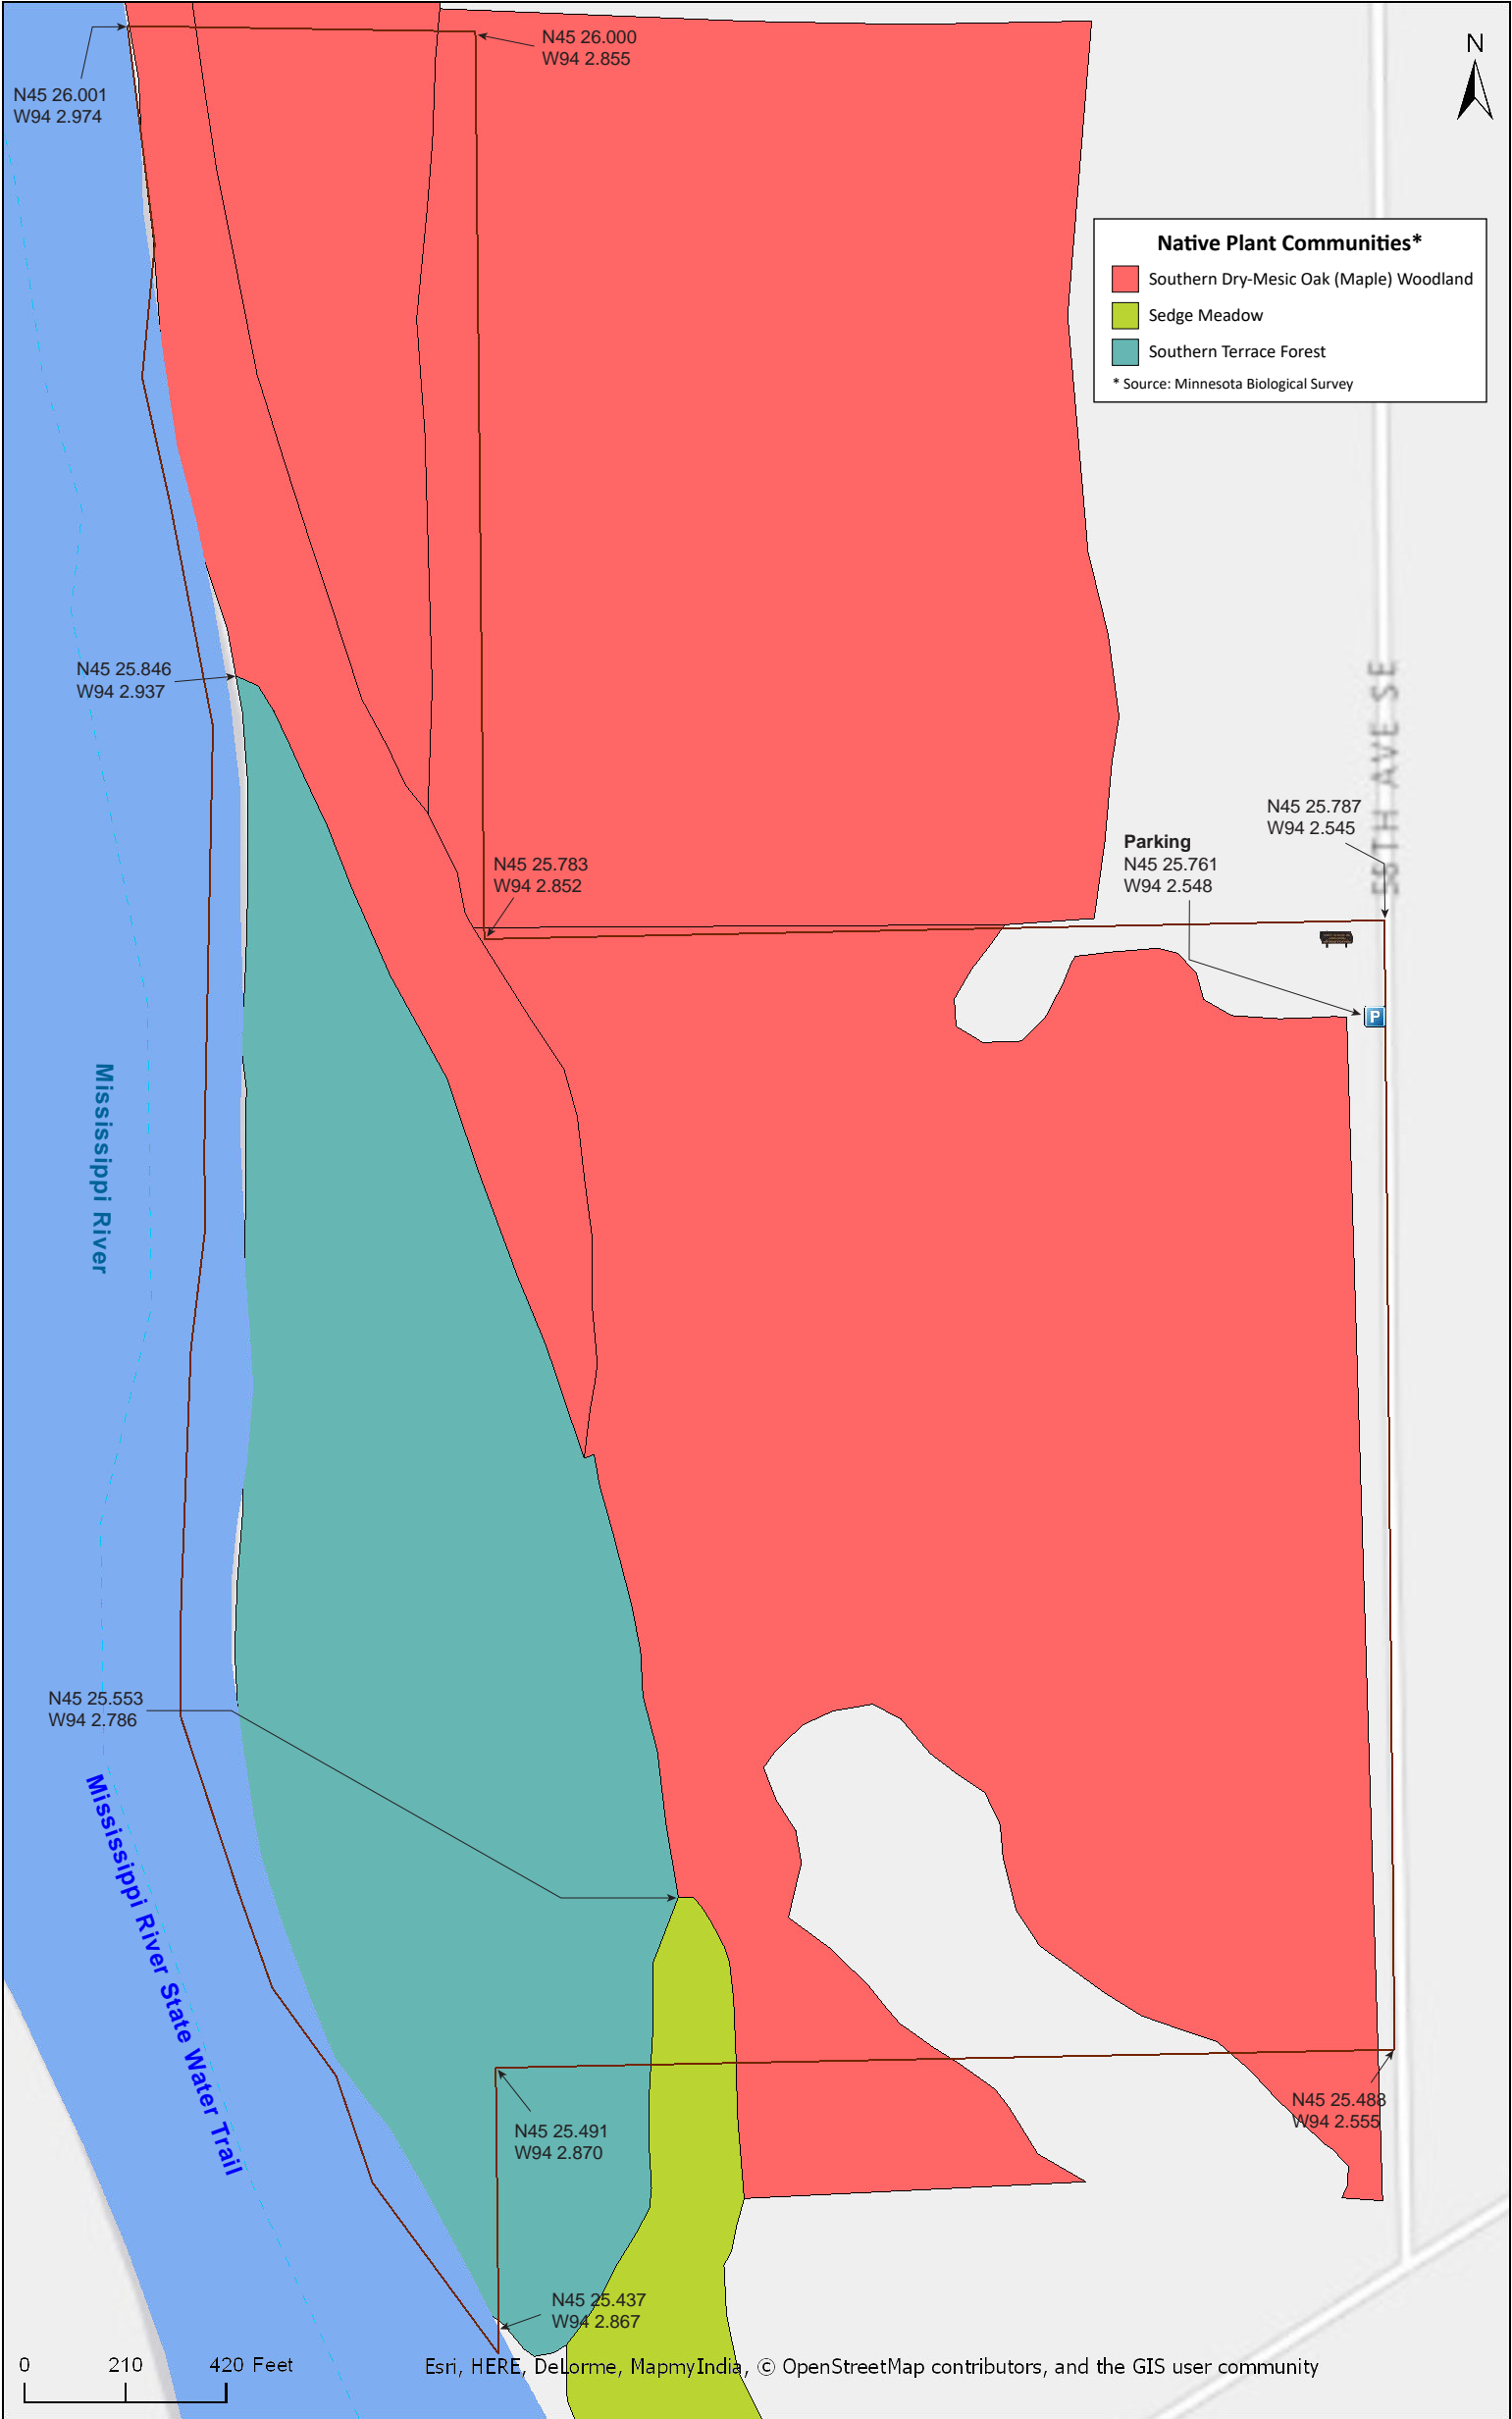 N45 26.000
W94 2.855
N
N45 26.001
W94 2.974
Native Plant Communities*
Southern Dry-Mesic Oak (Maple) Woodland
Sedge Meadow
Southern Terrace Forest
* Source: Minnesota Biological Survey
N45 25.846
W94 2.937
55TH AVE SE
N45 25.787
W94 2.545
Parking
N45 25.761
W94 2.548
N45 25.783
W94 2.852
P
Mississippi River
N45 25.553
W94 2.786
Mississippi River State Water Trail
N45 25.488
W94 2.555
N45 25.491
W94 2.870
N45 25.437
W94 2.867
0 210 420 Feet
Esri, HERE, DeLorme, MapmyIndia, © OpenStreetMap contributors, and the GIS user community